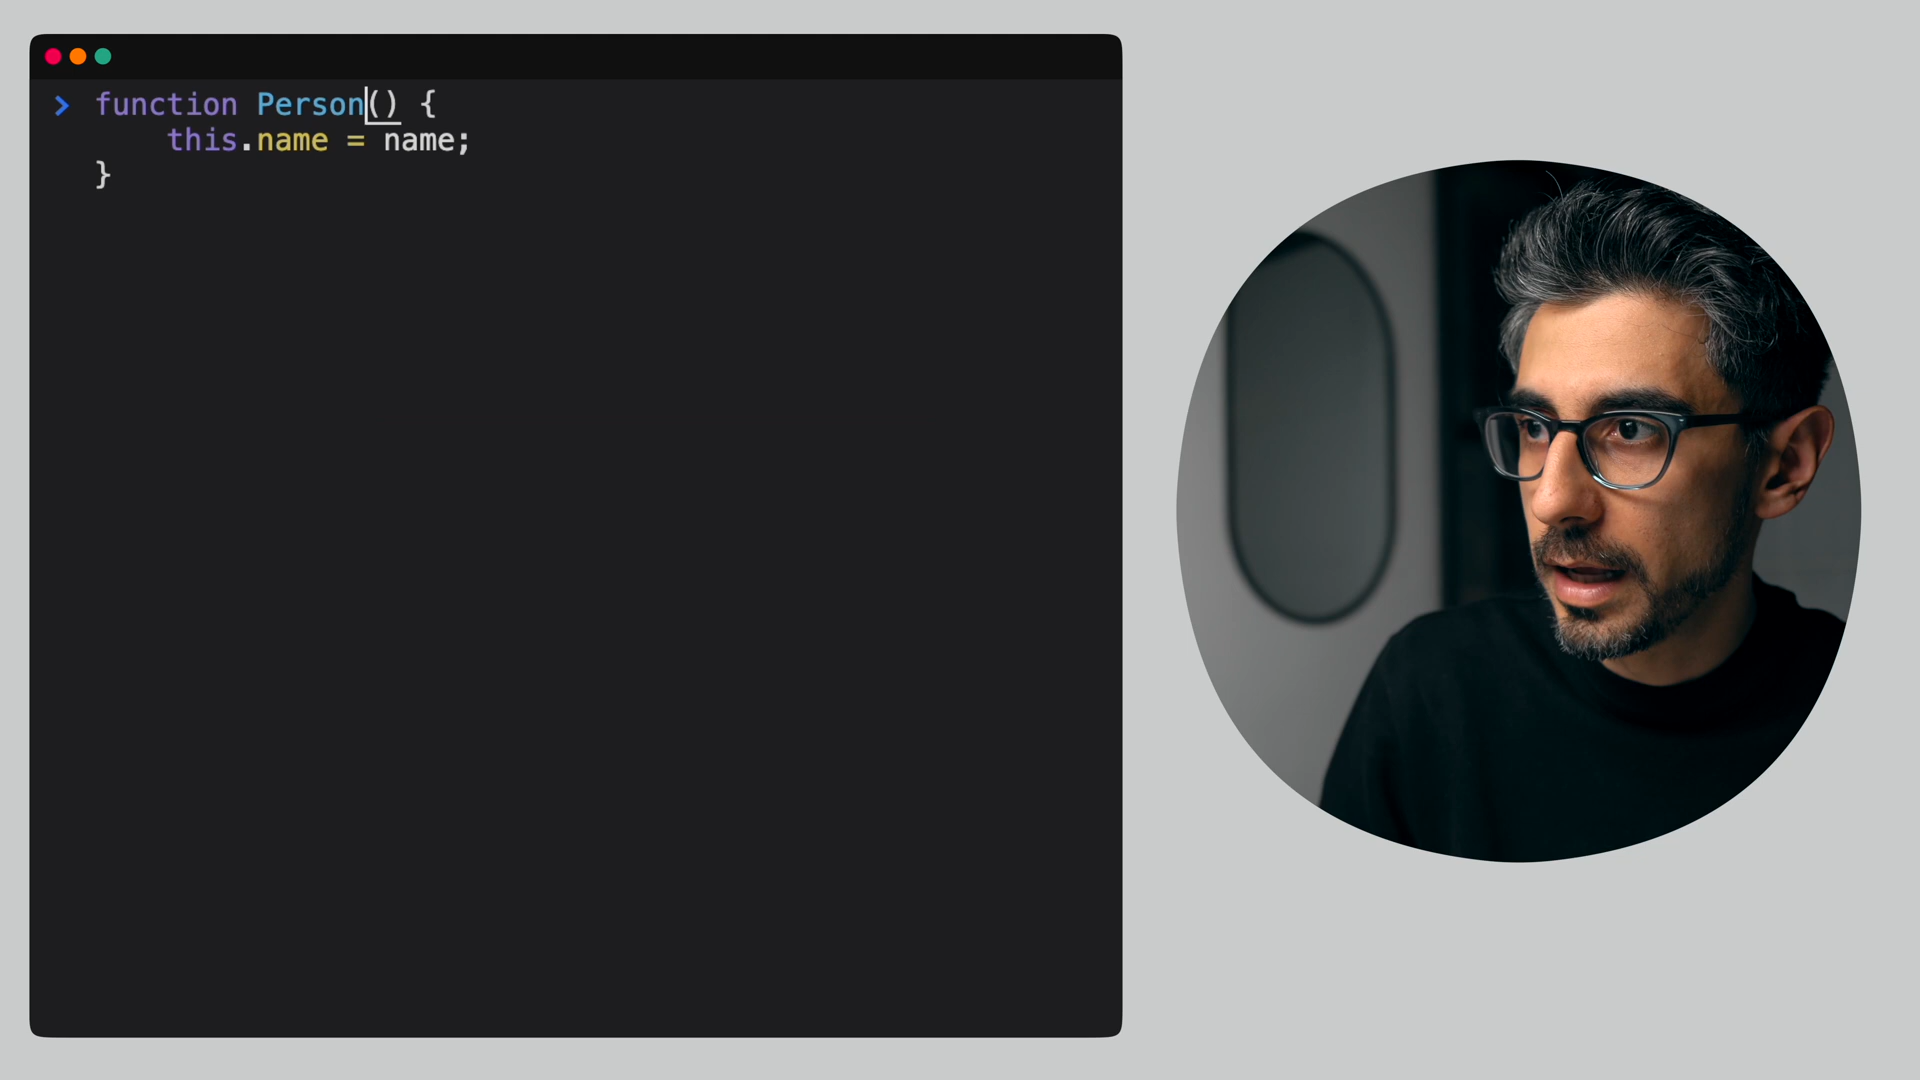 > function Person() {
this.name = name;
}